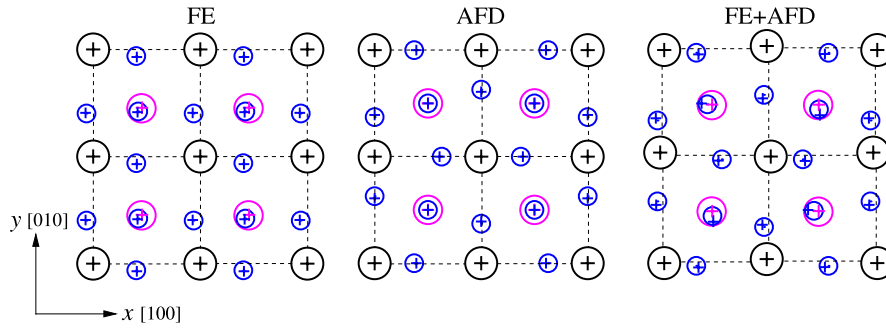 FE
AFD
FE+AFD
y [010]
x [100]